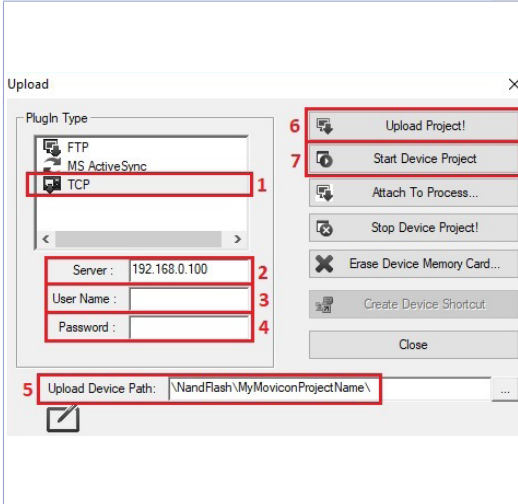 Upload
PlugIn Type
FTP
MS ActiveSync
TCP
1
Server :
192.168.0.100
2
User Name :
3
Password :
4
6
Upload Project!
7
Start Device Project
Attach To Process...
Stop Device Project!
Erase Device Memory Card...
Create Device Shortcut
Close
5
Upload Device Path:
\NandFlash\MyMoviconProjectName\
...